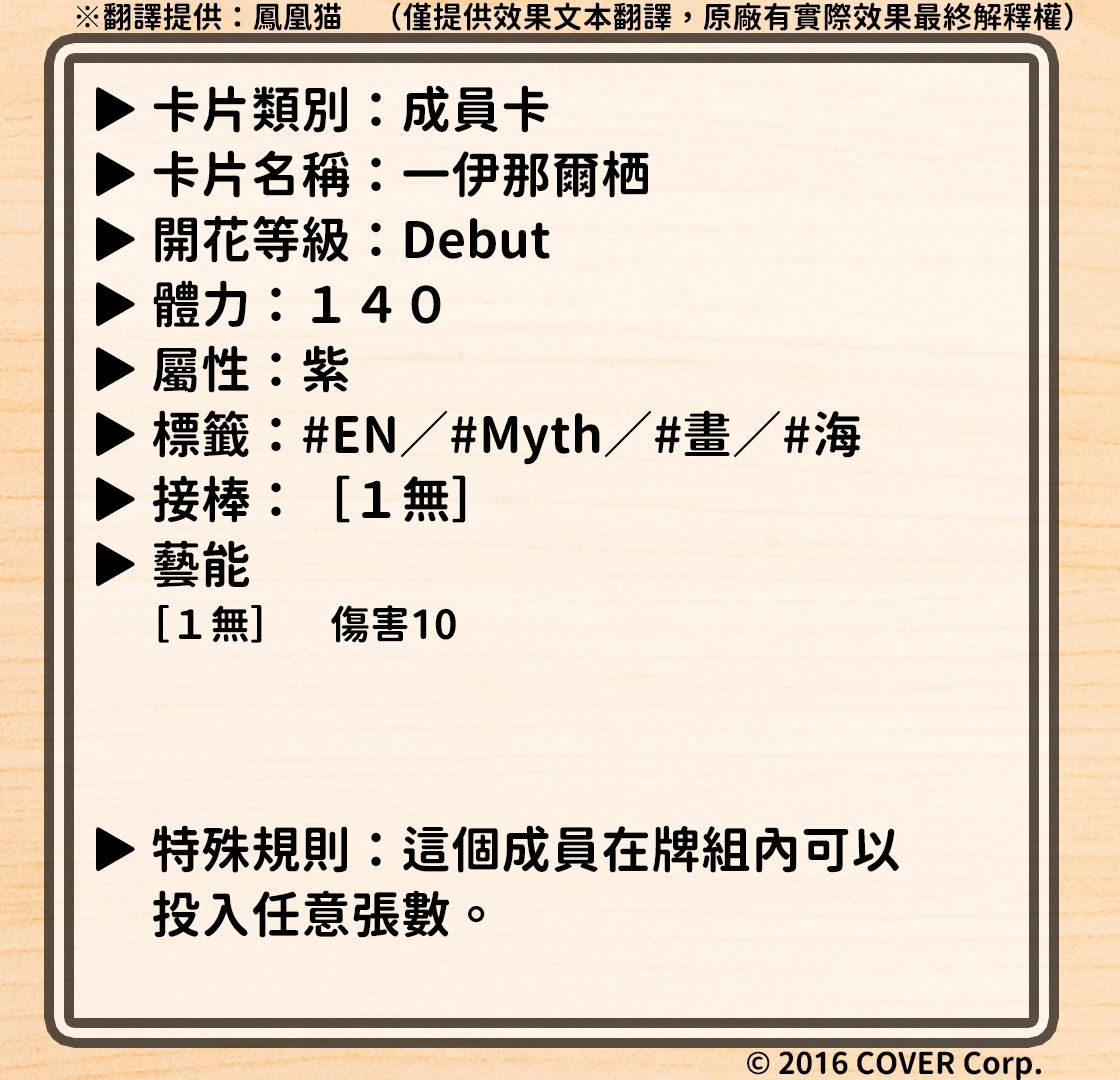 ※翻譯提供：鳳凰猫　（僅提供效果文本翻譯，原廠有實際效果最終解釋權）
▶ 卡片類別：成員卡
▶ 卡片名稱：一伊那爾栖
▶ 開花等級：Debut
▶ 體力：１４０
▶ 屬性：紫
▶ 標籤：#EN／#Myth／#畫／#海
▶ 接棒：［１無］
▶ 藝能
［１無］　傷害10
▶ 特殊規則：這個成員在牌組內可以
投入任意張數。
© 2016 COVER Corp.